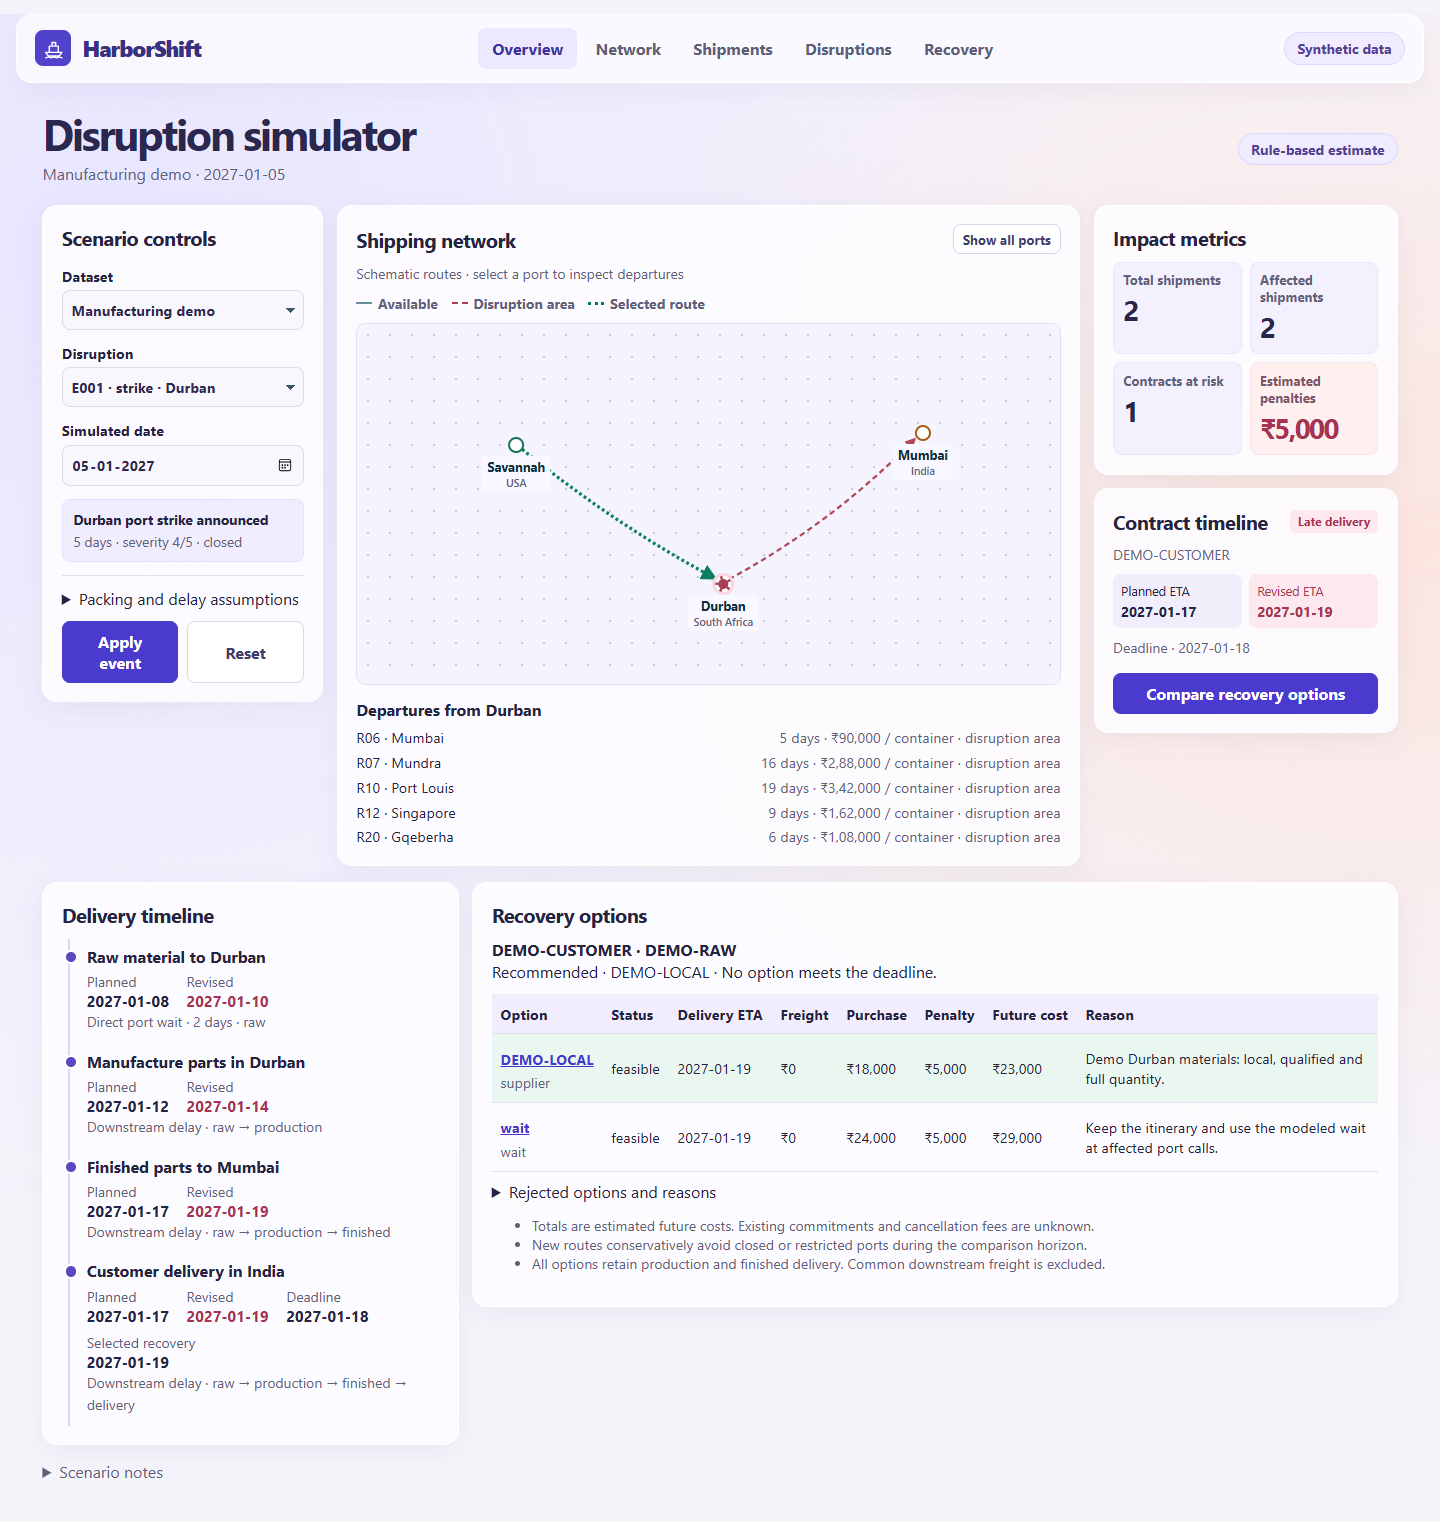 HarborShift
Overview
Network
Shipments
Disruptions
Recovery
Synthetic data
Disruption simulator
Manufacturing demo · 2027-01-05
Rule-based estimate
Scenario controls
Dataset
Manufacturing demo
Disruption
E001 · strike · Durban
Simulated date
05-01-2027
Durban port strike announced
5 days · severity 4/5 · closed
Packing and delay assumptions
Apply
event
Reset
Shipping network
Show all ports
Schematic routes · select a port to inspect departures
Available
Disruption area
Selected route
Savannah
USA
Mumbai
India
Durban
South Africa
Departures from Durban
R06 · Mumbai 5 days · ₹90,000 / container · disruption area
R07 · Mundra 16 days · ₹2,88,000 / container · disruption area
R10 · Port Louis 19 days · ₹3,42,000 / container · disruption area
R12 · Singapore 9 days · ₹1,62,000 / container · disruption area
R20 · Gqeberha 6 days · ₹1,08,000 / container · disruption area
Impact metrics
Total shipments
2
Affected
shipments
2
Contracts at risk
1
Estimated
penalties
₹5,000
Contract timeline
Late delivery
DEMO-CUSTOMER
Planned ETA
2027-01-17
Revised ETA
2027-01-19
Deadline · 2027-01-18
Compare recovery options
Delivery timeline
Raw material to Durban
Planned Revised
2027-01-08 2027-01-10
Direct port wait · 2 days · raw
Manufacture parts in Durban
Planned Revised
2027-01-12 2027-01-14
Downstream delay · raw → production
Finished parts to Mumbai
Planned Revised
2027-01-17 2027-01-19
Downstream delay · raw → production → finished
Customer delivery in India
Planned Revised Deadline
2027-01-17 2027-01-19 2027-01-18
Selected recovery
2027-01-19
Downstream delay · raw → production → finished →
delivery
Recovery options
DEMO-CUSTOMER · DEMO-RAW
Recommended · DEMO-LOCAL · No option meets the deadline.
Option Status Delivery ETA Freight Purchase Penalty Future cost Reason
DEMO-LOCAL
supplier
feasible 2027-01-19 ₹0 ₹18,000 ₹5,000 ₹23,000
Demo Durban materials: local, qualified and
full quantity.
wait
wait
feasible 2027-01-19 ₹0 ₹24,000 ₹5,000 ₹29,000
Keep the itinerary and use the modeled wait
at affected port calls.
Rejected options and reasons
Totals are estimated future costs. Existing commitments and cancellation fees are unknown.
New routes conservatively avoid closed or restricted ports during the comparison horizon.
All options retain production and finished delivery. Common downstream freight is excluded.
Scenario notes